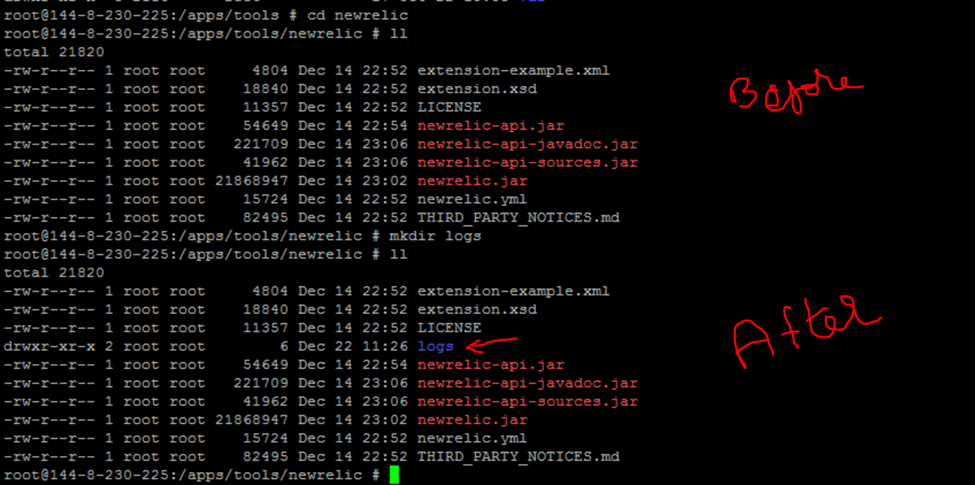 root@144-8-230-225:/apps/tools # cd newrelic
root@144-8-230-225:/apps/tools/newrelic # ll
total 21820
-rw-r--r-- 1 root root     4804 Dec 14 22:52 extension-example.xml
-rw-r--r-- 1 root root    18840 Dec 14 22:52 extension.xsd
Before
-rw-r--r-- 1 root root    11357 Dec 14 22:52 LICENSE
-rw-r--r-- 1 root root    54649 Dec 14 22:54 newrelic-api.jar
-rw-r--r-- 1 root root   221709 Dec 14 23:06 newrelic-api-javadoc.jar
-rw-r--r-- 1 root root    41962 Dec 14 23:06 newrelic-api-sources.jar
-rw-r--r-- 1 root root 21868947 Dec 14 23:02 newrelic.jar
-rw-r--r-- 1 root root    15724 Dec 14 22:52 newrelic.yml
-rw-r--r-- 1 root root    82495 Dec 14 22:52 THIRD_PARTY_NOTICES.md
root@144-8-230-225:/apps/tools/newrelic # mkdir logs
root@144-8-230-225:/apps/tools/newrelic # ll
total 21820
-rw-r--r-- 1 root root     4804 Dec 14 22:52 extension-example.xml
-rw-r--r-- 1 root root    18840 Dec 14 22:52 extension.xsd
-rw-r--r-- 1 root root    11357 Dec 14 22:52 LICENSE
After
drwxr-xr-x 2 root root        6 Dec 22 11:26 logs
-rw-r--r-- 1 root root    54649 Dec 14 22:54 newrelic-api.jar
-rw-r--r-- 1 root root   221709 Dec 14 23:06 newrelic-api-javadoc.jar
-rw-r--r-- 1 root root    41962 Dec 14 23:06 newrelic-api-sources.jar
-rw-r--r-- 1 root root 21868947 Dec 14 23:02 newrelic.jar
-rw-r--r-- 1 root root    15724 Dec 14 22:52 newrelic.yml
-rw-r--r-- 1 root root    82495 Dec 14 22:52 THIRD_PARTY_NOTICES.md
root@144-8-230-225:/apps/tools/newrelic #